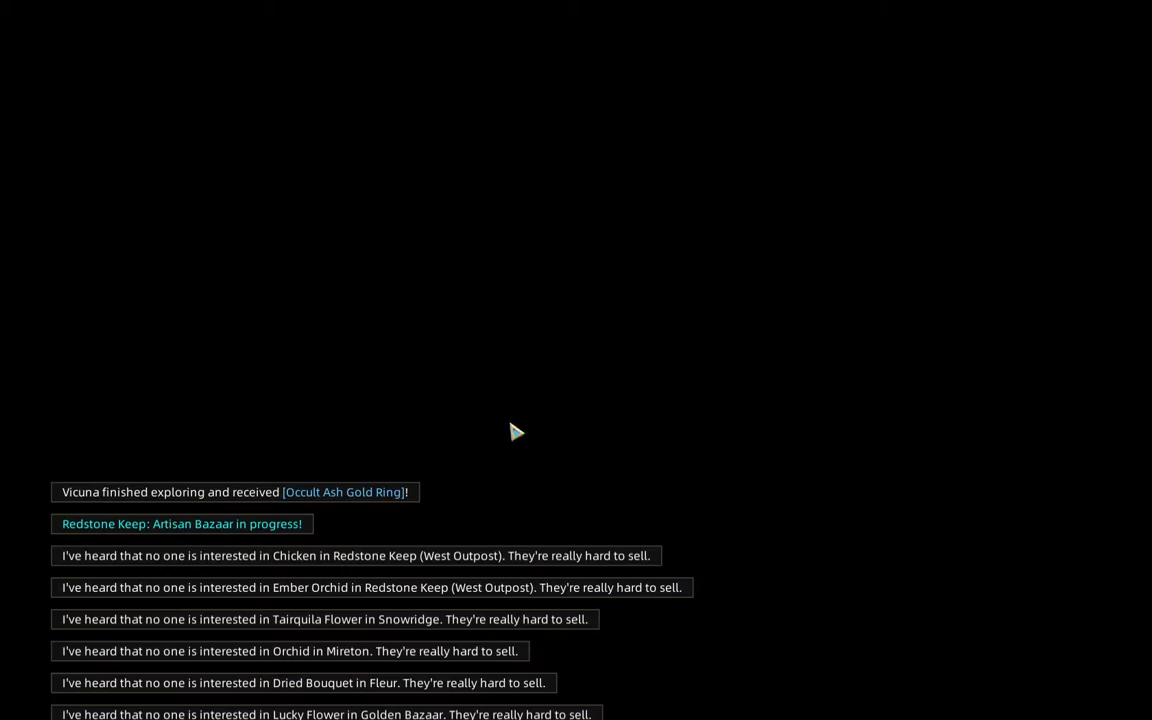 Vicuna finished exploring and received [Occult Ash Gold Ring]!
Redstone Keep: Artisan Bazaar in progress!
I've heard that no one is interested in Chicken in Redstone Keep (West Outpost). They're really hard to sell.
I've heard that no one is interested in Ember Orchid in Redstone Keep (West Outpost). They're really hard to sell.
I've heard that no one is interested in Tairquila Flower in Snowridge. They're really hard to sell.
I've heard that no one is interested in Orchid in Mireton. They're really hard to sell.
I've heard that no one is interested in Dried Bouquet in Fleur. They're really hard to sell.
I've heard that no one is interested in Lucky Flower in Golden Bazaar. They're really hard to sell.